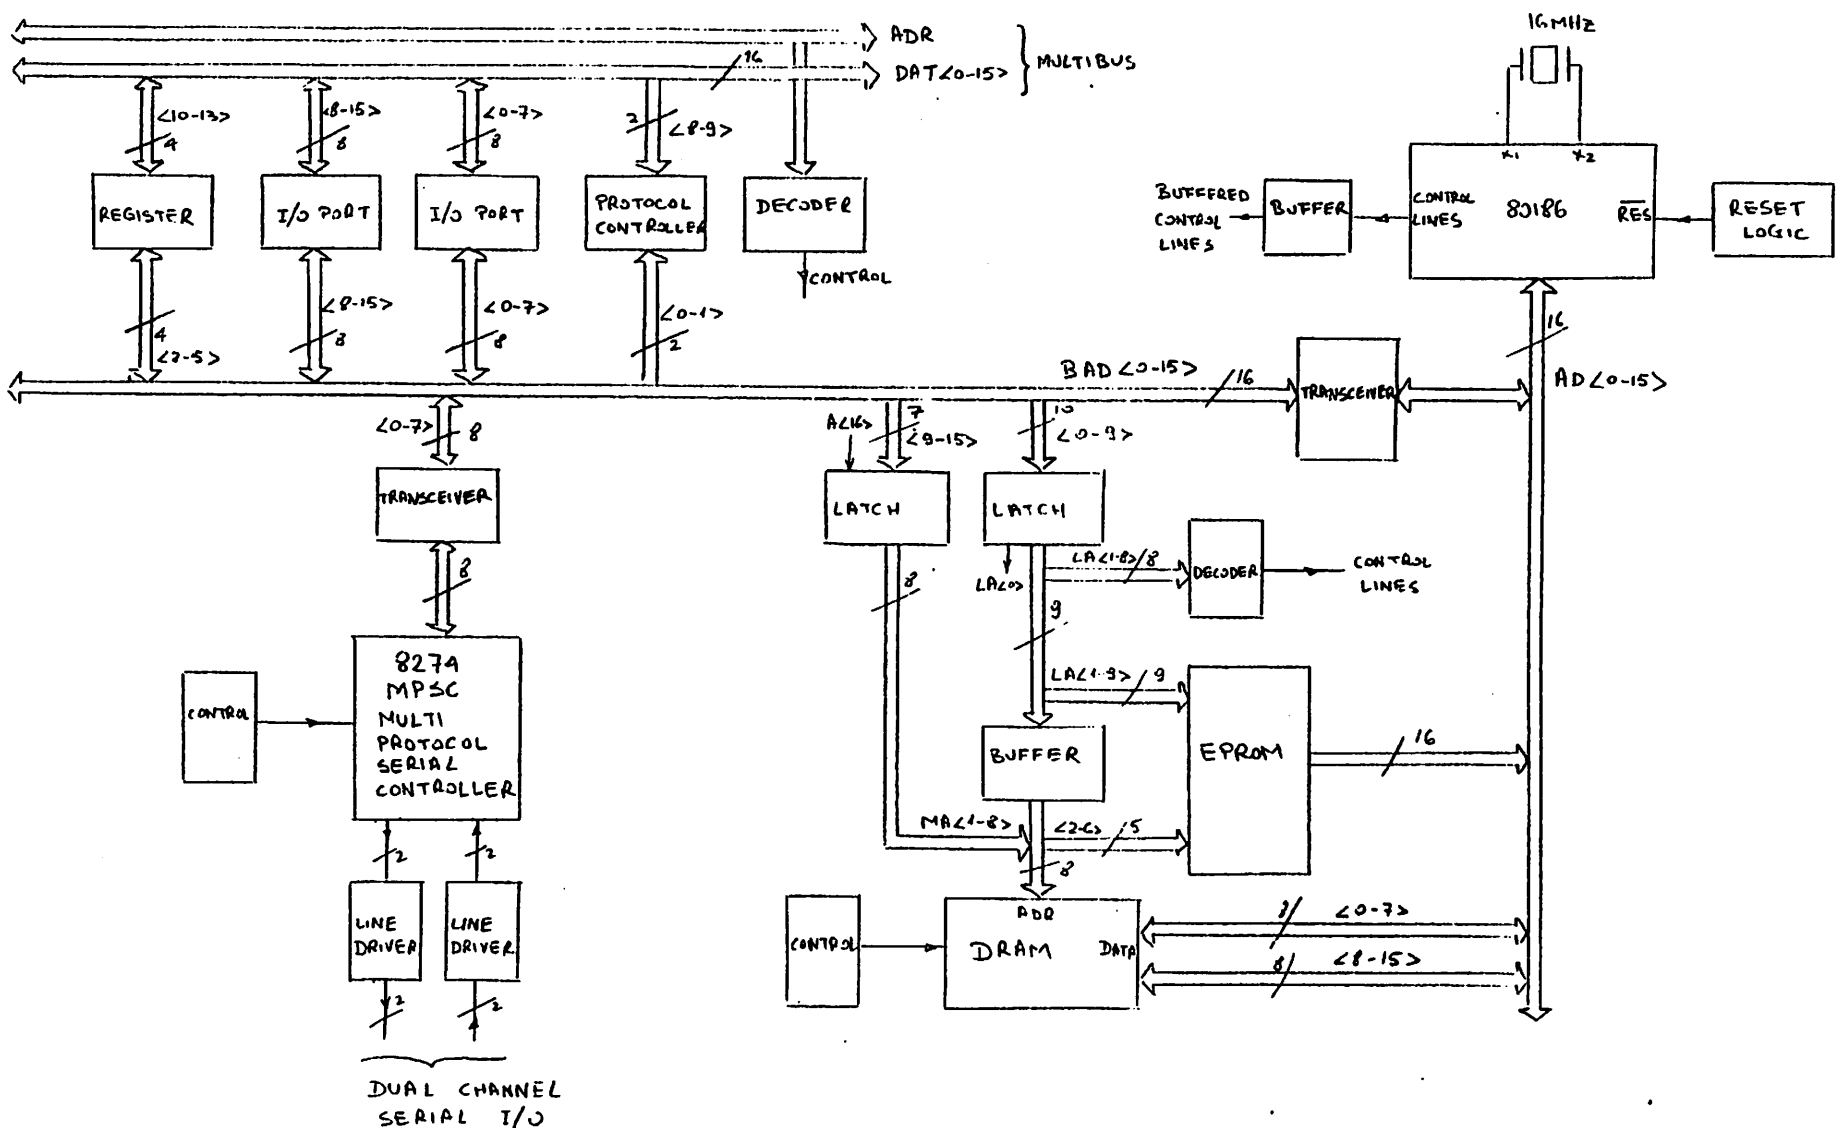 16MHZ
ADR
DAT<0-15>
16
MULTIBUS
<10-13>
4
<8-15>
8
<0-7>
8
2
<8-9>
X1
X2
REGISTER
I/O PORT
I/O PORT
PROTOCOL
CONTROLLER
DECODER
CONTROL
BUFFERED
CONTROL
LINES
BUFFER
CONTROL
LINES
80186
RES
RESET
LOGIC
4
<2-5>
<8-15>
8
<0-7>
8
<0-1>
2
16
BAD<0-15>
16
TRANSCEIVER
AD<0-15>
<0-7>
8
A<16>
7
<9-15>
10
<0-9>
TRANSCEIVER
LATCH
LATCH
8
8
LA<0>
LA<1-8>
8
DECODER
CONTROL
LINES
9
8274
MPSC
MULTI
PROTOCOL
SERIAL
CONTROLLER
CONTROL
LA<1-9>
9
BUFFER
EPROM
16
MA<1-8>
<2-6>
5
8
2
2
LINE
DRIVER
LINE
DRIVER
CONTROL
ADR
DRAM
DATA
8
<0-7>
8
<8-15>
2
2
DUAL CHANNEL
SERIAL I/O